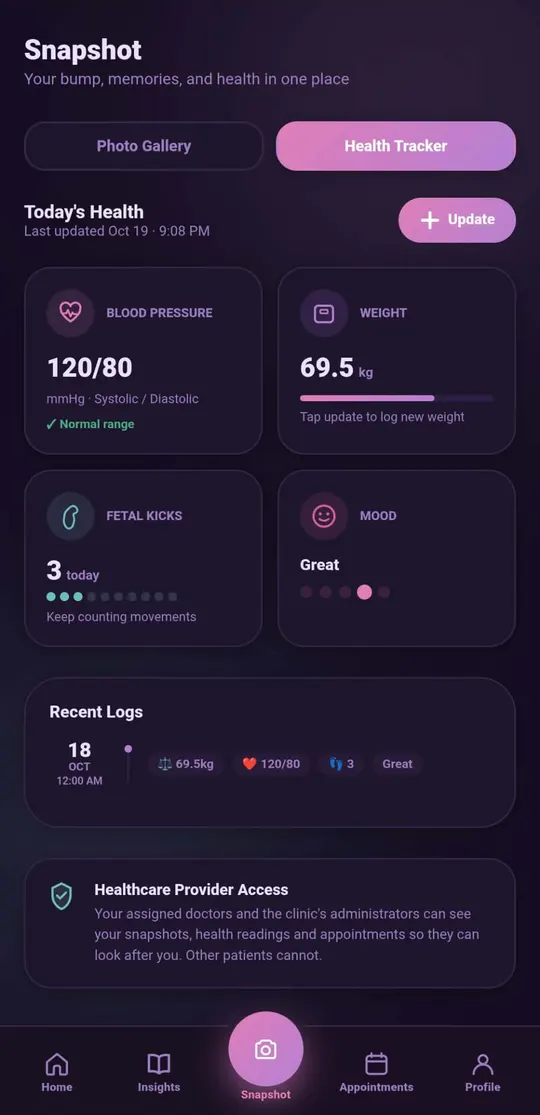 Snapshot
Your bump, memories, and health in one place
Photo Gallery
Health Tracker
Today's Health
Last updated Oct 19 · 9:08 PM
Update
BLOOD PRESSURE
120/80
mmHg · Systolic / Diastolic
✓ Normal range
WEIGHT
69.5 kg
Tap update to log new weight
FETAL KICKS
3 today
Keep counting movements
MOOD
Great
Recent Logs
18
OCT
12:00 AM
⚖️ 69.5kg
❤️ 120/80
👣 3
Great
Healthcare Provider Access
Your assigned doctors and the clinic's administrators can see
your snapshots, health readings and appointments so they can
look after you. Other patients cannot.
Home
Insights
Snapshot
Appointments
Profile